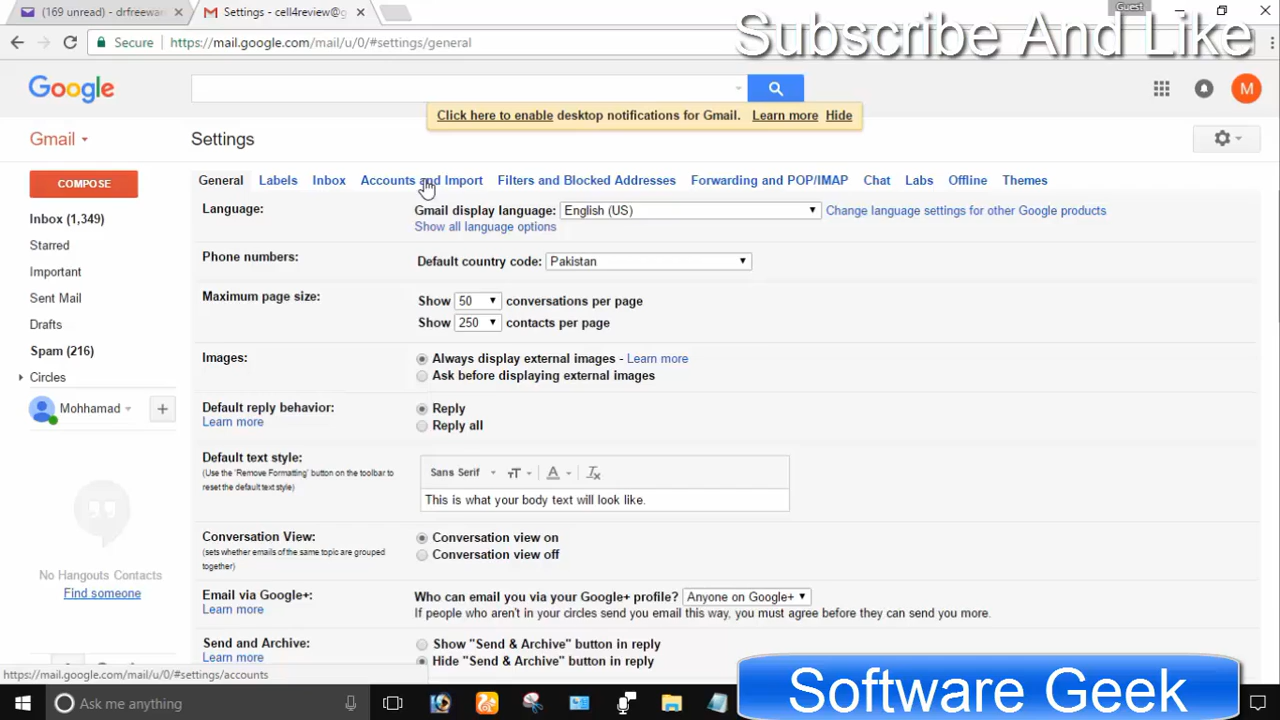 (169 unread) - drfreewar
Settings - cell4review@g
Guest
Subscribe And Like
Secure
https://mail.google.com/mail/u/0/#settings/general
Google
M
Click here to enable desktop notifications for Gmail. Learn more Hide
Gmail
Settings
COMPOSE
General Labels Inbox Accounts and Import Filters and Blocked Addresses Forwarding and POP/IMAP Chat Labs Offline Themes
Inbox (1,349)
Starred
Important
Sent Mail
Drafts
Spam (216)
Circles
Mohhamad
No Hangouts Contacts
Find someone
Language:
Gmail display language: English (US) Change language settings for other Google products
Show all language options
Phone numbers:
Default country code: Pakistan
Maximum page size:
Show 50 conversations per page
Show 250 contacts per page
Images:
Always display external images - Learn more
Ask before displaying external images
Default reply behavior:
Learn more
Reply
Reply all
Default text style:
(Use the 'Remove Formatting' button on the toolbar to
reset the default text style)
Sans Serif
This is what your body text will look like.
Conversation View:
(sets whether emails of the same topic are grouped
together)
Conversation view on
Conversation view off
Email via Google+:
Learn more
Who can email you via your Google+ profile? Anyone on Google+
If people who aren't in your circles send you email this way, you must agree before they can send you more.
Send and Archive:
Learn more
Show "Send & Archive" button in reply
Hide "Send & Archive" button in reply
https://mail.google.com/mail/u/0/#settings/accounts
Ask me anything
Software Geek